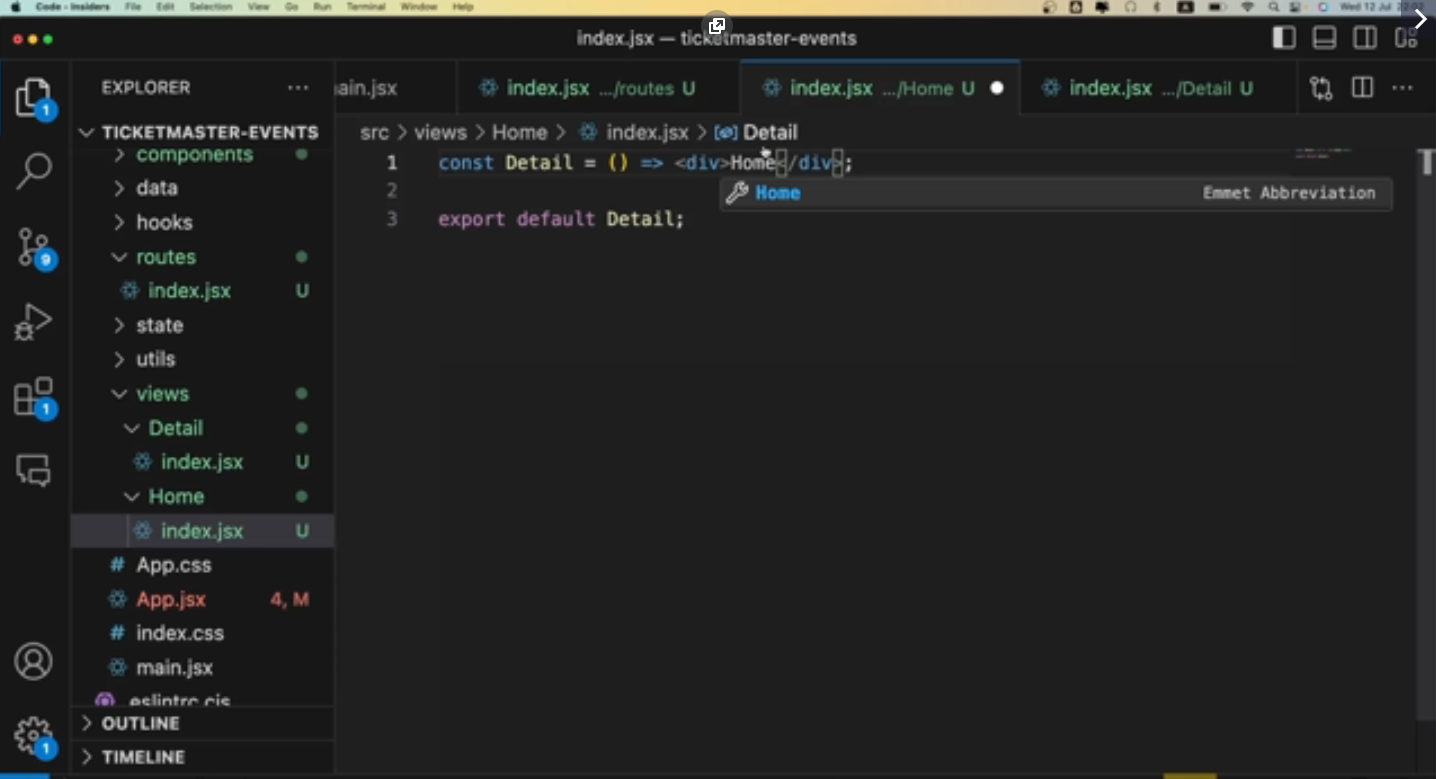 Code - Insiders File Edit Selection View Go Run Terminal Window Help Wed 12 Jul 22:02
index.jsx — ticketmaster-events
EXPLORER
ain.jsx
index.jsx .../routes U
index.jsx .../Home U
index.jsx .../Detail U
TICKETMASTER-EVENTS
src > views > Home > index.jsx > Detail
components
data
hooks
routes
index.jsx U
state
utils
views
Detail
index.jsx U
Home
index.jsx U
App.css
App.jsx 4, M
index.css
main.jsx
eslintrc.cjs
OUTLINE
TIMELINE
1 const Detail = () => <div>Home</div>;
Home Emmet Abbreviation
2
3 export default Detail;
1
9
1
1